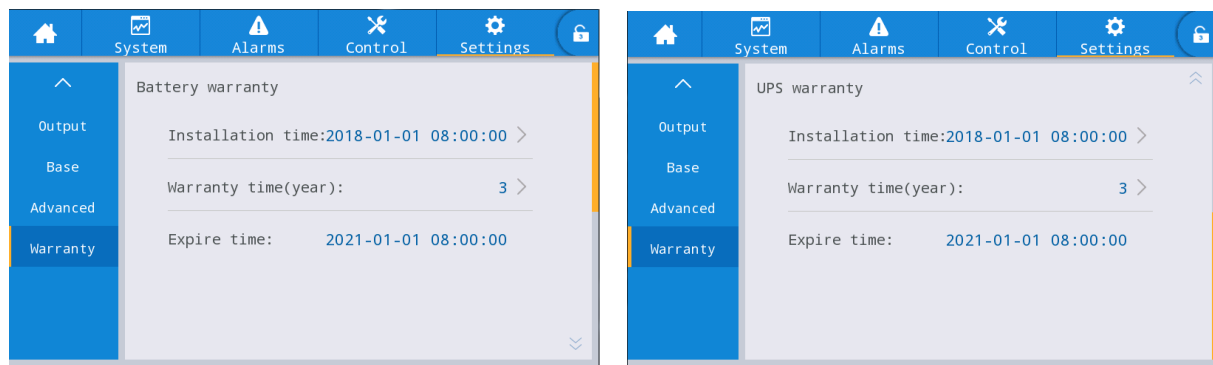 System Alarms Control Settings 3
Output
Base
Advanced
Warranty
Battery warranty
Installation time:2018-01-01 08:00:00
Warranty time(year): 3
Expire time: 2021-01-01 08:00:00
System Alarms Control Settings 3
Output
Base
Advanced
Warranty
UPS warranty
Installation time:2018-01-01 08:00:00
Warranty time(year): 3
Expire time: 2021-01-01 08:00:00